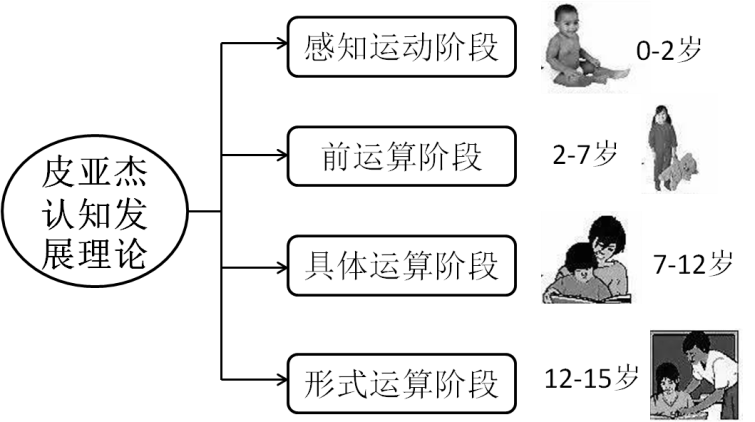 皮亚杰
认知发
展理论
感知运动阶段
0-2岁
前运算阶段
2-7岁
具体运算阶段
7-12岁
形式运算阶段
12-15岁